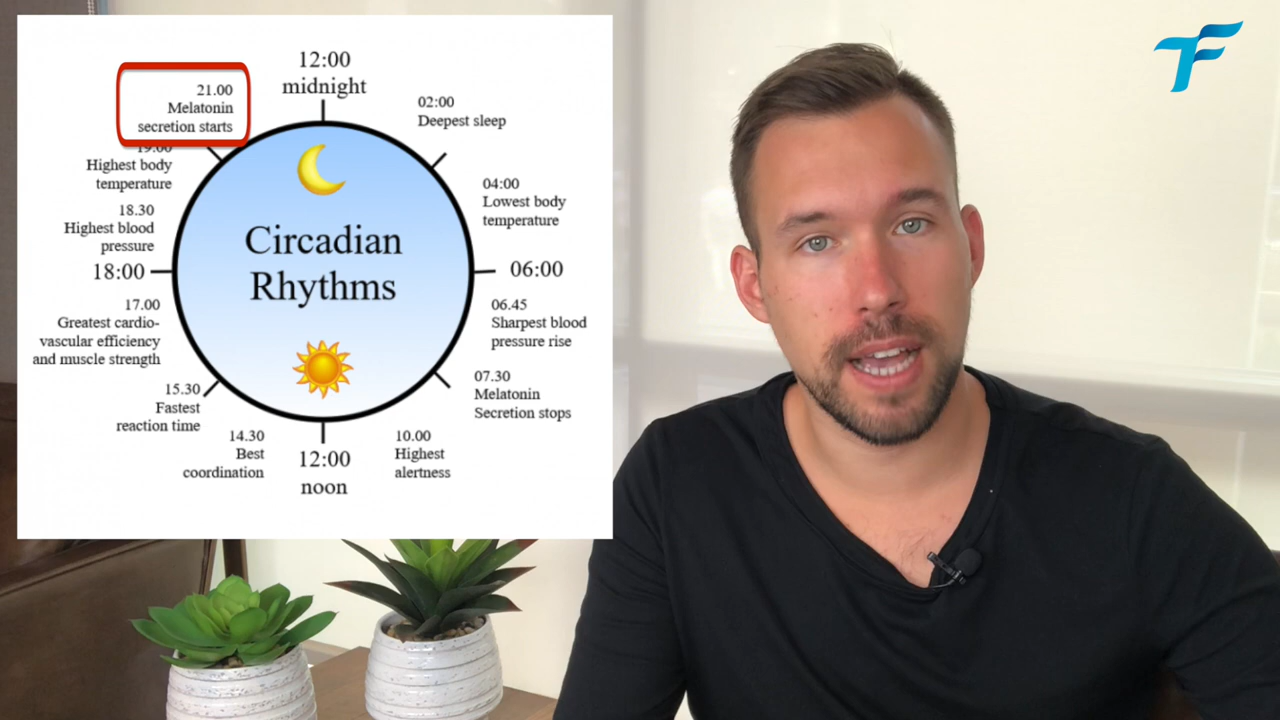 12:00
midnight
21.00
Melatonin
secretion starts
02:00
Deepest sleep
19.00
Highest body
temperature
04:00
Lowest body
temperature
18.30
Highest blood
pressure
Circadian
Rhythms
18:00
06:00
17.00
Greatest cardio-
vascular efficiency
and muscle strength
06.45
Sharpest blood
pressure rise
07.30
Melatonin
Secretion stops
15.30
Fastest
reaction time
14.30
Best
coordination
12:00
noon
10.00
Highest
alertness
TF